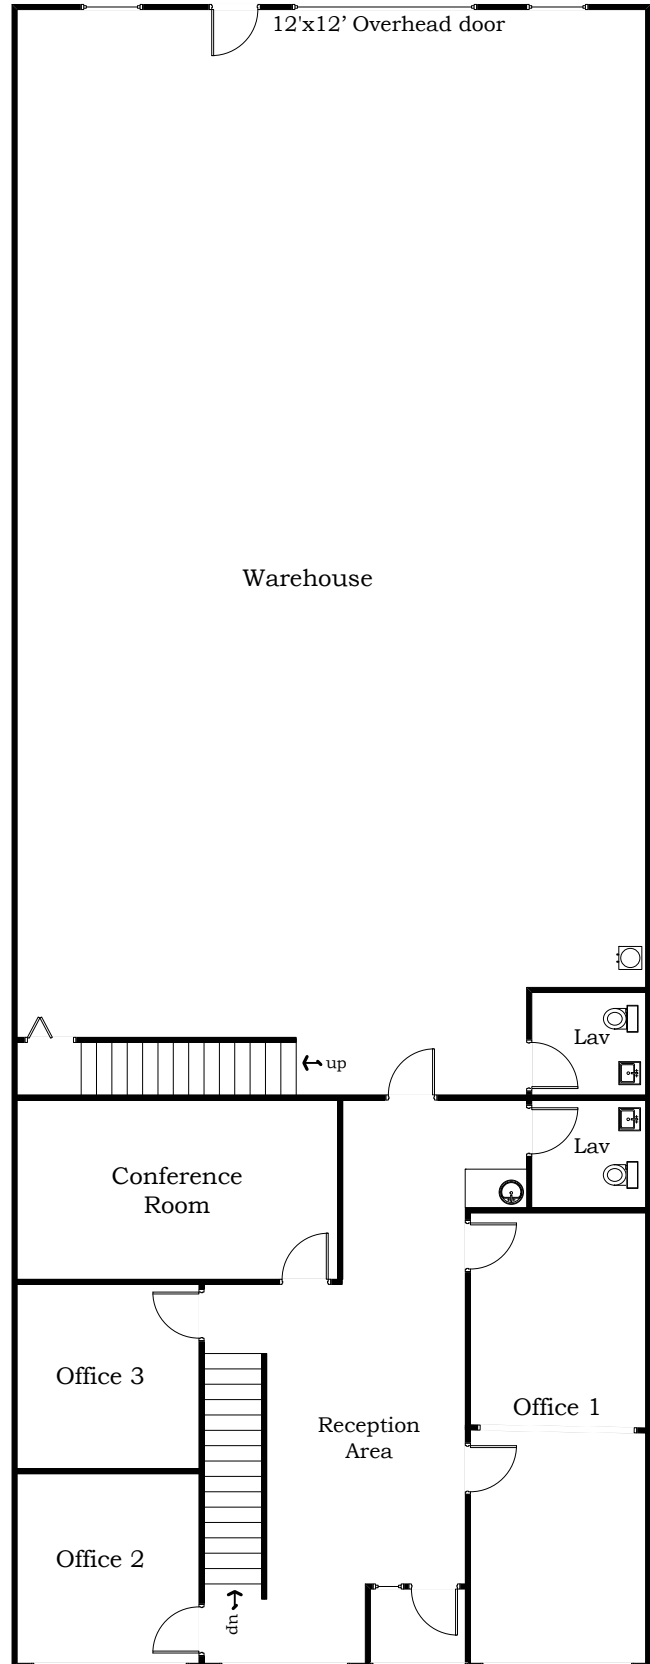 12'x12’ Overhead door
Warehouse
Lav
up
Lav
Conference
Room
Office 3
Office 1
Reception
Area
Office 2
up